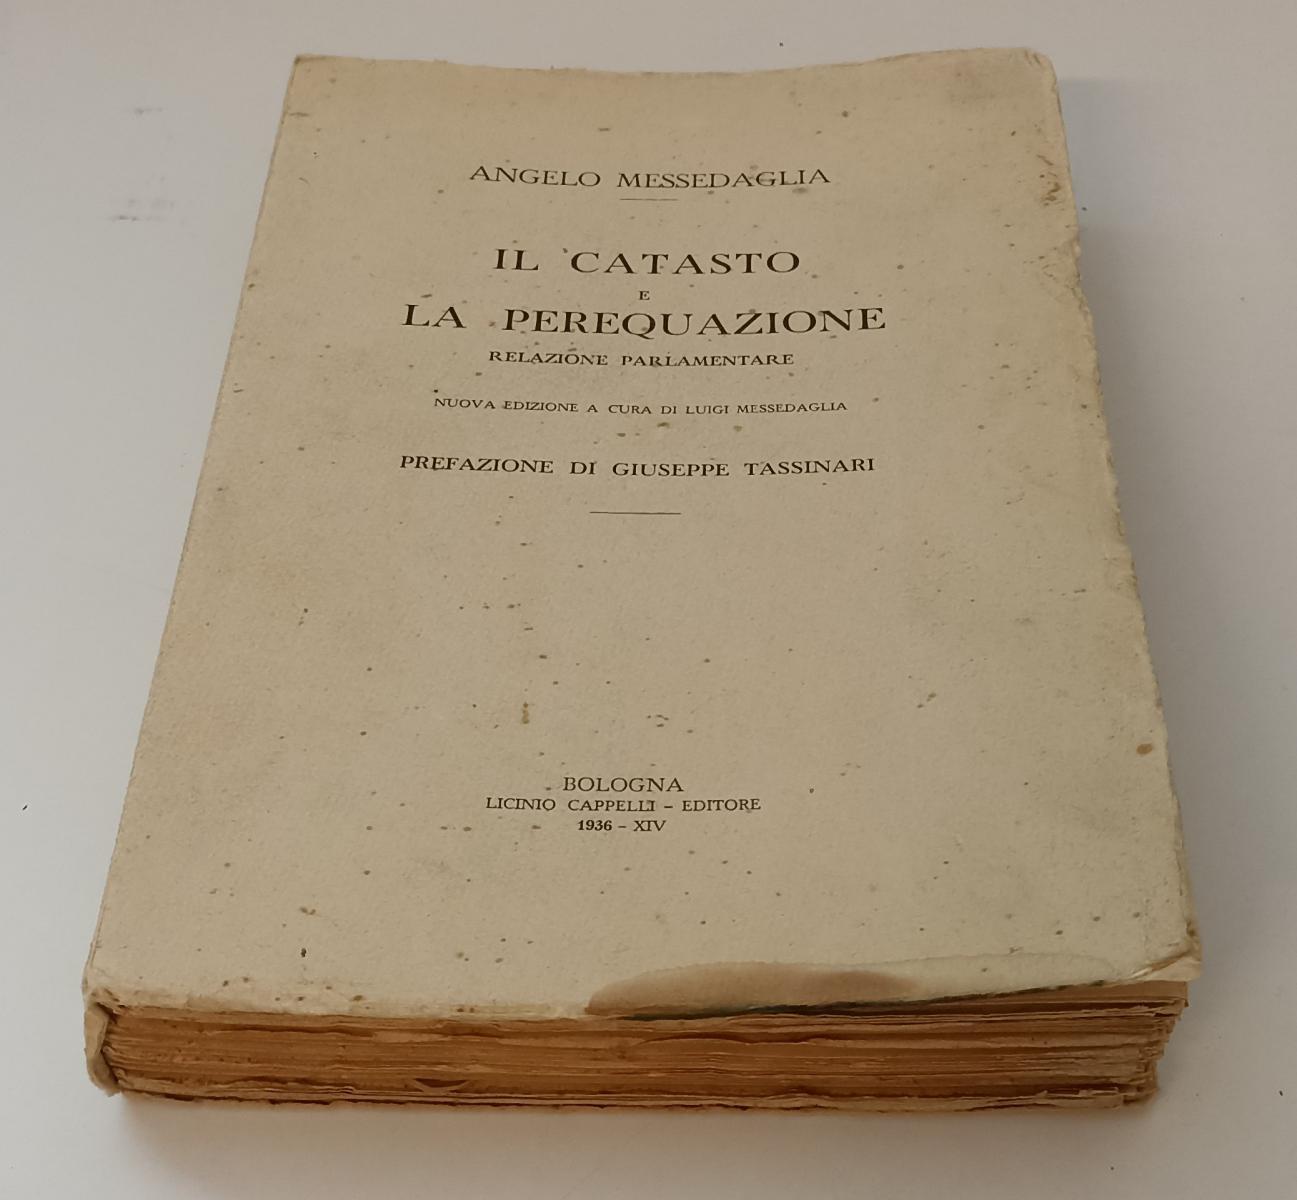 ANGELO MESSEDAGLIA
IL CATASTO
E
LA PEREQUAZIONE
RELAZIONE PARLAMENTARE
NUOVA EDIZIONE A CURA DI LUIGI MESSEDAGLIA
PREFAZIONE DI GIUSEPPE TASSINARI
BOLOGNA
LICINIO CAPPELLI – EDITORE
1936 – XIV